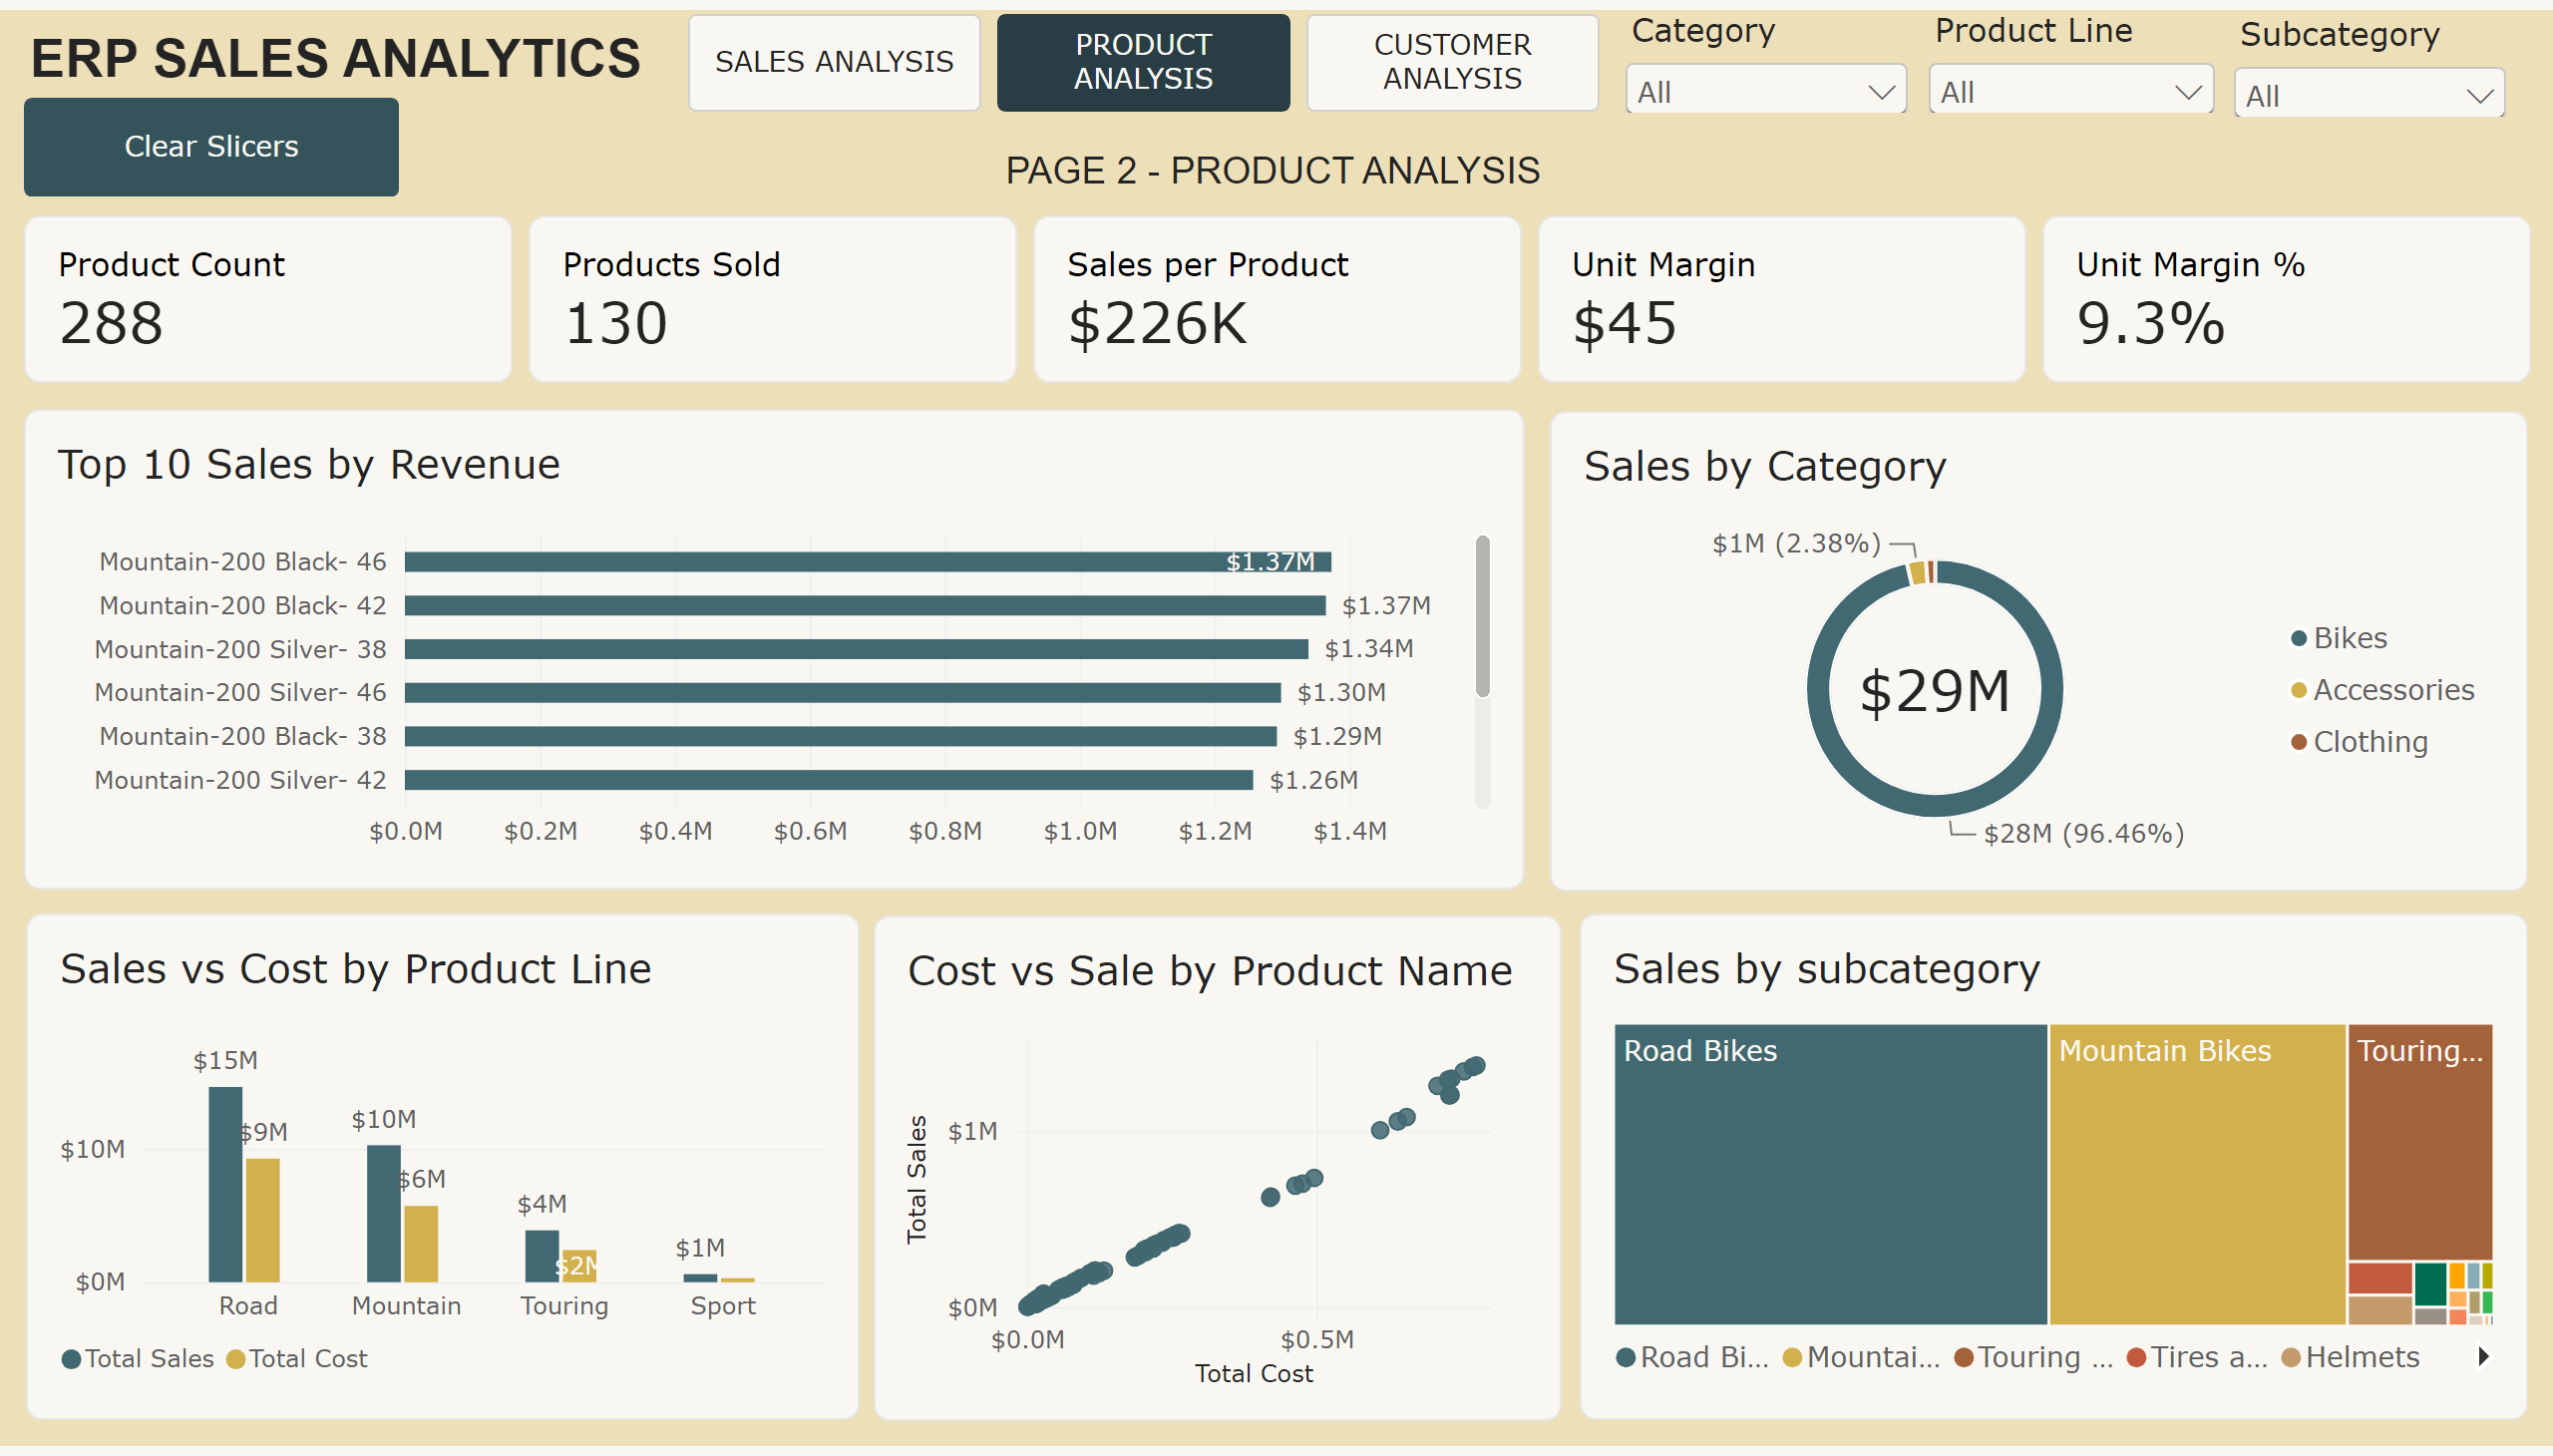 ERP SALES ANALYTICS
SALES ANALYSIS
PRODUCT
ANALYSIS
CUSTOMER
ANALYSIS
Category
All
Product Line
All
Subcategory
All
Clear Slicers
PAGE 2 - PRODUCT ANALYSIS
Product Count
288
Products Sold
130
Sales per Product
$226K
Unit Margin
$45
Unit Margin %
9.3%
Top 10 Sales by Revenue
Mountain-200 Black- 46 $1.37M
Mountain-200 Black- 42 $1.37M
Mountain-200 Silver- 38 $1.34M
Mountain-200 Silver- 46 $1.30M
Mountain-200 Black- 38 $1.29M
Mountain-200 Silver- 42 $1.26M
$0.0M $0.2M $0.4M $0.6M $0.8M $1.0M $1.2M $1.4M
Sales by Category
$1M (2.38%)
$29M
$28M (96.46%)
Bikes
Accessories
Clothing
Sales vs Cost by Product Line
$15M
$9M
$10M
$6M
$4M
$2M
$1M
$10M
$0M
Road Mountain Touring Sport
Total Sales Total Cost
Cost vs Sale by Product Name
Total Sales
$1M
$0M
$0.0M $0.5M
Total Cost
Sales by subcategory
Road Bikes
Mountain Bikes
Touring...
Road Bi... Mountai... Touring ... Tires a... Helmets